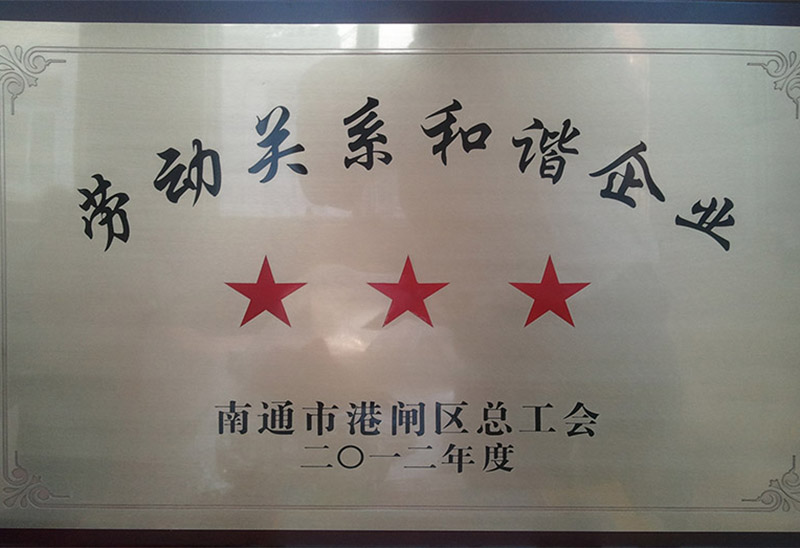 劳动关系和谐企业
南通市港闸区总工会
二〇一二年度